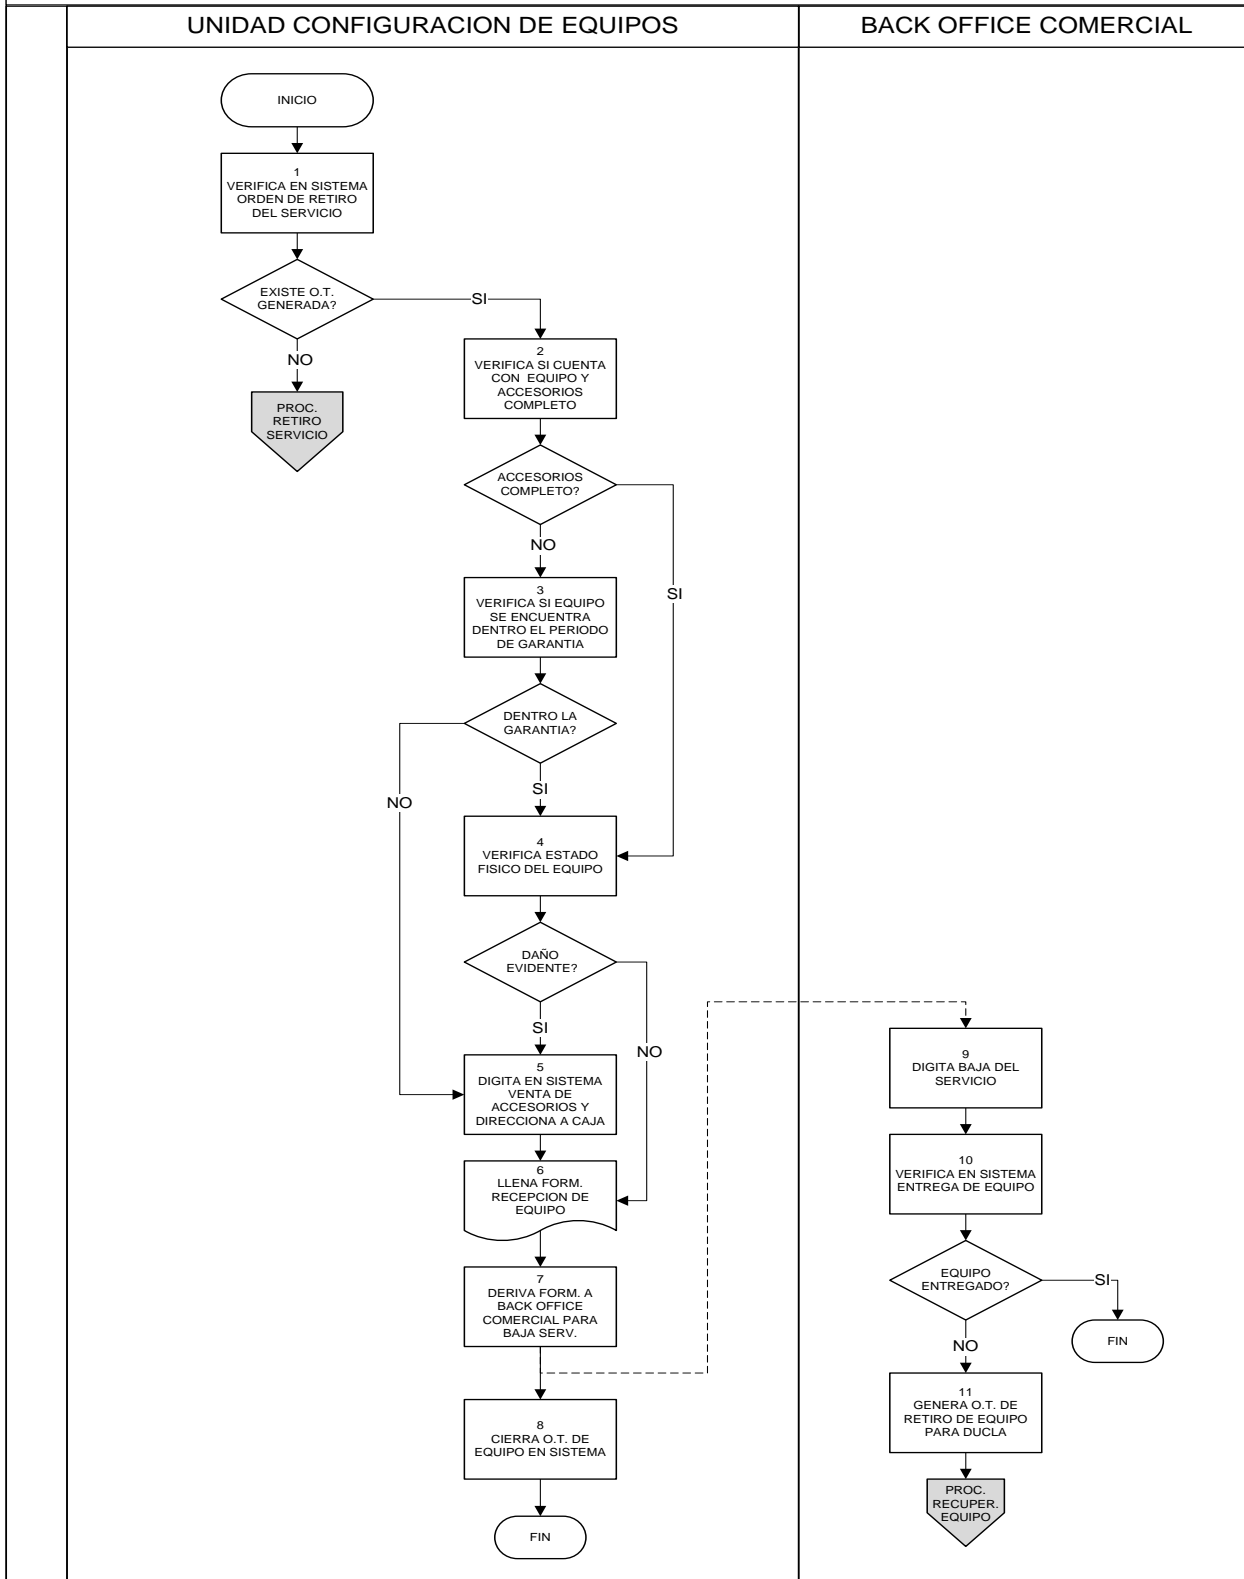 UNIDAD CONFIGURACION DE EQUIPOS
BACK OFFICE COMERCIAL
INICIO
1
VERIFICA EN SISTEMA
ORDEN DE RETIRO
DEL SERVICIO
EXISTE O.T.
GENERADA?
SI
NO
PROC.
RETIRO
SERVICIO
2
VERIFICA SI CUENTA
CON EQUIPO Y
ACCESORIOS
COMPLETO
ACCESORIOS
COMPLETO?
NO
SI
3
VERIFICA SI EQUIPO
SE ENCUENTRA
DENTRO EL PERIODO
DE GARANTIA
DENTRO LA
GARANTIA?
SI
NO
4
VERIFICA ESTADO
FISICO DEL EQUIPO
DAÑO
EVIDENTE?
SI
NO
5
DIGITA EN SISTEMA
VENTA DE
ACCESORIOS Y
DIRECCIONA A CAJA
6
LLENA FORM.
RECEPCION DE
EQUIPO
7
DERIVA FORM. A
BACK OFFICE
COMERCIAL PARA
BAJA SERV.
8
CIERRA O.T. DE
EQUIPO EN SISTEMA
FIN
9
DIGITA BAJA DEL
SERVICIO
10
VERIFICA EN SISTEMA
ENTREGA DE EQUIPO
EQUIPO
ENTREGADO?
SI
FIN
NO
11
GENERA O.T. DE
RETIRO DE EQUIPO
PARA DUCLA
PROC.
RECUPER.
EQUIPO